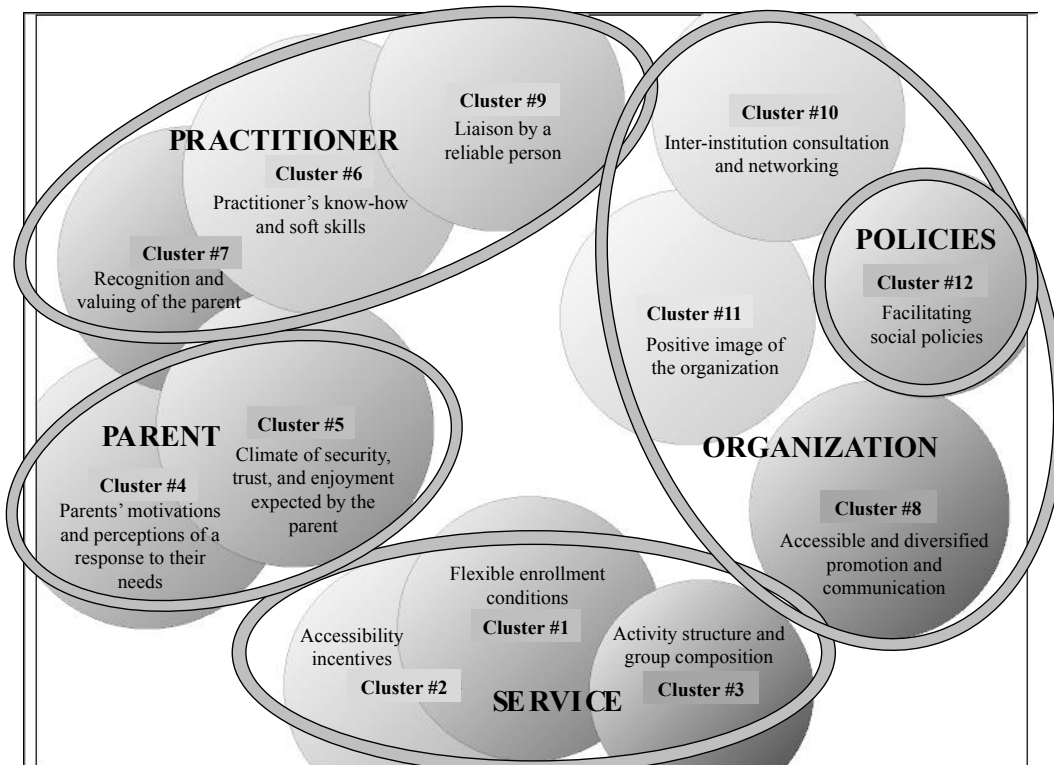 PRACTITIONER
Cluster #9
Liaison by a
reliable person
Cluster #6
Practitioner’s know-how
and soft skills
Cluster #7
Recognition and
valuing of the parent
Cluster #10
Inter-institution consultation
and networking
POLICIES
Cluster #12
Facilitating
social policies
Cluster #11
Positive image of
the organization
ORGANIZATION
Cluster #8
Accessible and diversified
promotion and
communication
PARENT
Cluster #5
Climate of security,
trust, and enjoyment
expected by the
parent
Cluster #4
Parents’ motivations
and perceptions of a
response to their
needs
Flexible enrollment
conditions
Cluster #1
Accessibility
incentives
Cluster #2
Activity structure and
group composition
Cluster #3
SERVICE